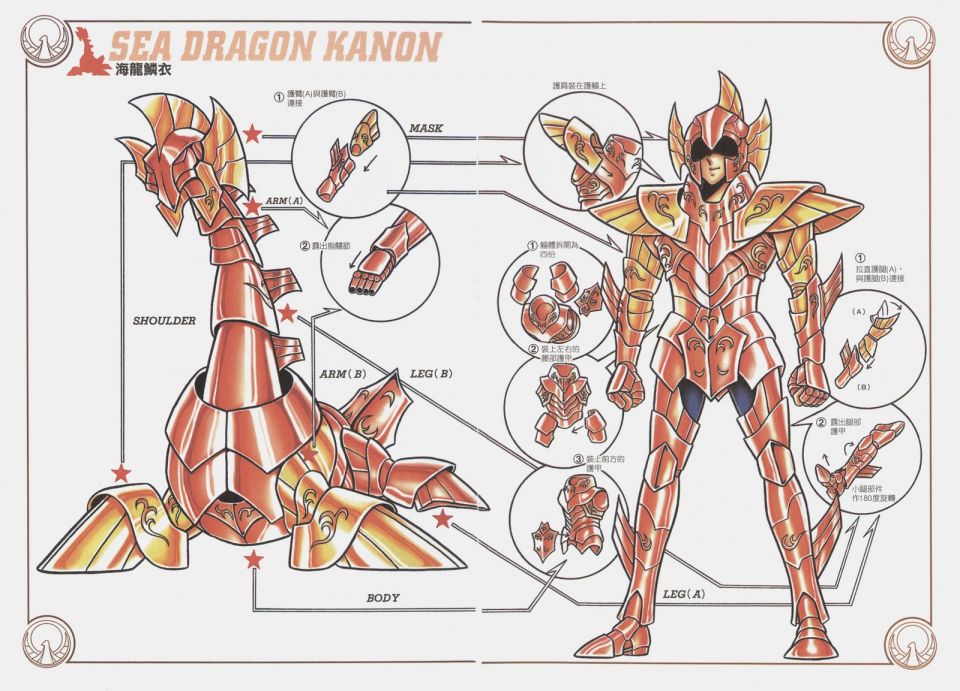 SEA DRAGON KANON
海龍鱗衣
① 護臂(A)與護臂(B)
連接
MASK
護肩裝在護軀上
ARM(A)
② 露出指關節
① 軀體拆開為
四份
① 拉直護腿(A),
與護腿(B)連接
(A)
(B)
SHOULDER
② 裝上左右的
腰部護甲
ARM(B)
LEG(B)
② 露出腿部
護甲
③ 裝上前方的
護甲
小腿部件
作180度旋轉
BODY
LEG(A)